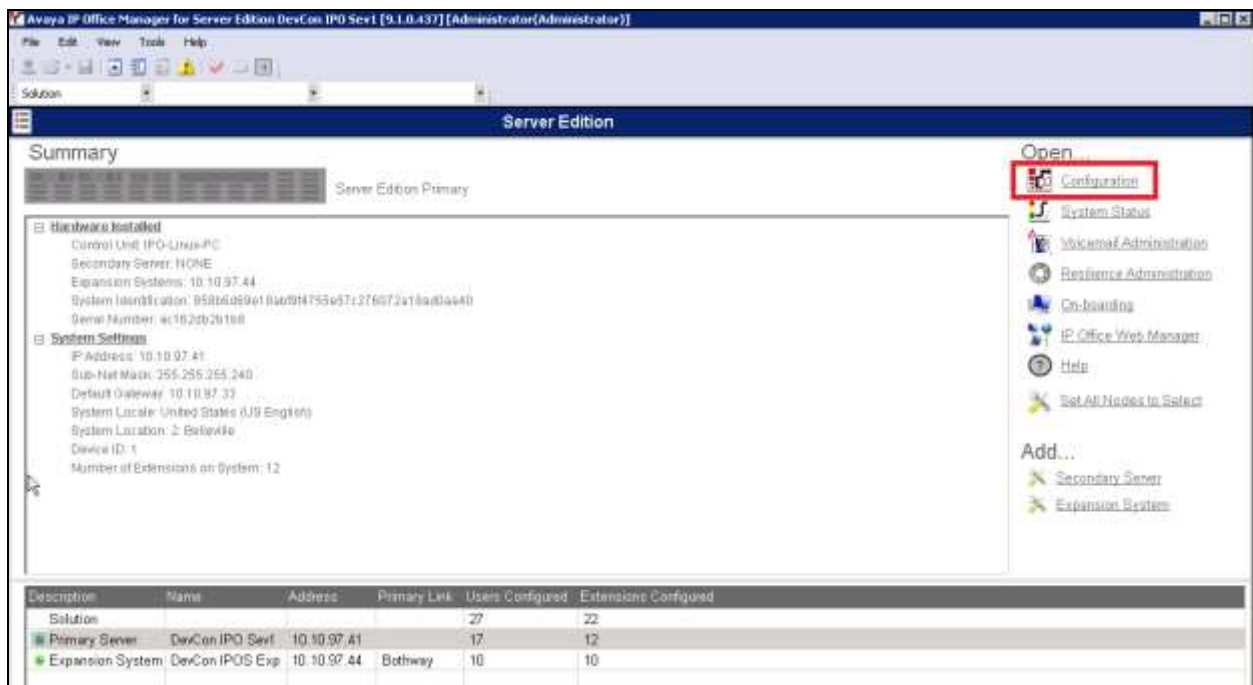 Avaya IP Office Manager for Server Edition DevCon IPO Sev1 [9.1.0.437] [Administrator(Administrator)]
File Edit View Tools Help
Solution
Server Edition
Summary
Server Edition Primary
Hardware Installed
Control Unit: IPO-Linux-PC
Secondary Server: NONE
Expansion Systems: 10.10.97.44
System Identification:
Serial Number: ac162db2b168
System Settings
IP Address: 10.10.97.41
Sub-Net Mask: 255.255.255.240
Default Gateway: 10.10.97.33
System Locale: United States (US English)
System Location: 2: Belleville
Device ID: 1
Number of Extensions on System: 12
Open...
Configuration
System Status
Voicemail Administration
Resilience Administration
On-boarding
IP Office Web Manager
Help
Set All Nodes to Select
Add...
Secondary Server
Expansion System
Description Name Address Primary Link Users Configured Extensions Configured
Solution 27 22
Primary Server DevCon IPO Sev1 10.10.97.41 17 12
Expansion System DevCon IPOS Exp 10.10.97.44 Bothway 10 10